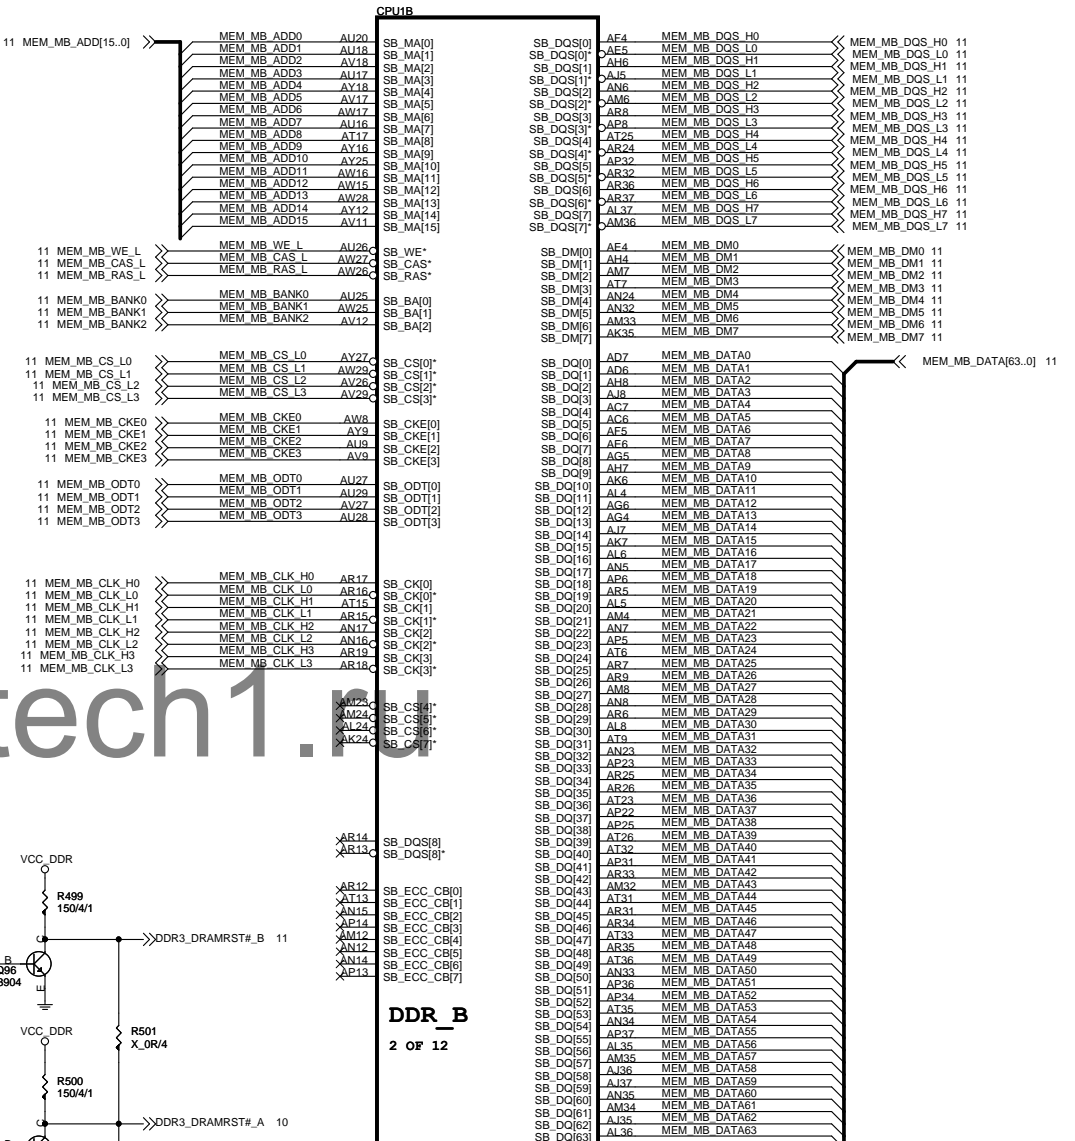 CPU1B
11 MEM_MB_ADD[15..0]
MEM_MB_ADD0 AU20 SB_MA[0]
MEM_MB_ADD1 AU18 SB_MA[1]
MEM_MB_ADD2 AV18 SB_MA[2]
MEM_MB_ADD3 AU17 SB_MA[3]
MEM_MB_ADD4 AY18 SB_MA[4]
MEM_MB_ADD5 AV17 SB_MA[5]
MEM_MB_ADD6 AW17 SB_MA[6]
MEM_MB_ADD7 AU16 SB_MA[7]
MEM_MB_ADD8 AT17 SB_MA[8]
MEM_MB_ADD9 AY16 SB_MA[9]
MEM_MB_ADD10 AY25 SB_MA[10]
MEM_MB_ADD11 AW16 SB_MA[11]
MEM_MB_ADD12 AW15 SB_MA[12]
MEM_MB_ADD13 AW28 SB_MA[13]
MEM_MB_ADD14 AY12 SB_MA[14]
MEM_MB_ADD15 AV11 SB_MA[15]
11 MEM_MB_WE_L MEM_MB_WE_L AU26 SB_WE*
11 MEM_MB_CAS_L MEM_MB_CAS_L AW27 SB_CAS*
11 MEM_MB_RAS_L MEM_MB_RAS_L AW26 SB_RAS*
11 MEM_MB_BANK0 MEM_MB_BANK0 AU25 SB_BA[0]
11 MEM_MB_BANK1 MEM_MB_BANK1 AW25 SB_BA[1]
11 MEM_MB_BANK2 MEM_MB_BANK2 AV12 SB_BA[2]
11 MEM_MB_CS_L0 MEM_MB_CS_L0 AY27 SB_CS[0]*
11 MEM_MB_CS_L1 MEM_MB_CS_L1 AW29 SB_CS[1]*
11 MEM_MB_CS_L2 MEM_MB_CS_L2 AV26 SB_CS[2]*
11 MEM_MB_CS_L3 MEM_MB_CS_L3 AV29 SB_CS[3]*
11 MEM_MB_CKE0 MEM_MB_CKE0 AW8 SB_CKE[0]
11 MEM_MB_CKE1 MEM_MB_CKE1 AY9 SB_CKE[1]
11 MEM_MB_CKE2 MEM_MB_CKE2 AU9 SB_CKE[2]
11 MEM_MB_CKE3 MEM_MB_CKE3 AV9 SB_CKE[3]
11 MEM_MB_ODT0 MEM_MB_ODT0 AU27 SB_ODT[0]
11 MEM_MB_ODT1 MEM_MB_ODT1 AU29 SB_ODT[1]
11 MEM_MB_ODT2 MEM_MB_ODT2 AV27 SB_ODT[2]
11 MEM_MB_ODT3 MEM_MB_ODT3 AU28 SB_ODT[3]
11 MEM_MB_CLK_H0 MEM_MB_CLK_H0 AR17 SB_CK[0]
11 MEM_MB_CLK_L0 MEM_MB_CLK_L0 AR16 SB_CK[0]*
11 MEM_MB_CLK_H1 MEM_MB_CLK_H1 AT15 SB_CK[1]
11 MEM_MB_CLK_L1 MEM_MB_CLK_L1 AR15 SB_CK[1]*
11 MEM_MB_CLK_H2 MEM_MB_CLK_H2 AN17 SB_CK[2]
11 MEM_MB_CLK_L2 MEM_MB_CLK_L2 AN16 SB_CK[2]*
11 MEM_MB_CLK_H3 MEM_MB_CLK_H3 AR19 SB_CK[3]
11 MEM_MB_CLK_L3 MEM_MB_CLK_L3 AR18 SB_CK[3]*
tech1.ru
AM23 SB_CS[4]*
AM24 SB_CS[5]*
AL24 SB_CS[6]*
AK24 SB_CS[7]*
AR14 SB_DQS[8]
AR13 SB_DQS[8]*
AR12 SB_ECC_CB[0]
AT13 SB_ECC_CB[1]
AN15 SB_ECC_CB[2]
AP14 SB_ECC_CB[3]
AM12 SB_ECC_CB[4]
AN12 SB_ECC_CB[5]
AN14 SB_ECC_CB[6]
AP13 SB_ECC_CB[7]
DDR_B
2 OF 12
SB_DQS[0] AF4 MEM_MB_DQS_H0 MEM_MB_DQS_H0 11
SB_DQS[0]* AF5 MEM_MB_DQS_L0 MEM_MB_DQS_L0 11
SB_DQS[1] AH6 MEM_MB_DQS_H1 MEM_MB_DQS_H1 11
SB_DQS[1]* AJ5 MEM_MB_DQS_L1 MEM_MB_DQS_L1 11
SB_DQS[2] AN6 MEM_MB_DQS_H2 MEM_MB_DQS_H2 11
SB_DQS[2]* AM6 MEM_MB_DQS_L2 MEM_MB_DQS_L2 11
SB_DQS[3] AR8 MEM_MB_DQS_H3 MEM_MB_DQS_H3 11
SB_DQS[3]* AP8 MEM_MB_DQS_L3 MEM_MB_DQS_L3 11
SB_DQS[4] AT25 MEM_MB_DQS_H4 MEM_MB_DQS_H4 11
SB_DQS[4]* AR24 MEM_MB_DQS_L4 MEM_MB_DQS_L4 11
SB_DQS[5] AP32 MEM_MB_DQS_H5 MEM_MB_DQS_H5 11
SB_DQS[5]* AR32 MEM_MB_DQS_L5 MEM_MB_DQS_L5 11
SB_DQS[6] AR36 MEM_MB_DQS_H6 MEM_MB_DQS_H6 11
SB_DQS[6]* AR37 MEM_MB_DQS_L6 MEM_MB_DQS_L6 11
SB_DQS[7] AL37 MEM_MB_DQS_H7 MEM_MB_DQS_H7 11
SB_DQS[7]* AM36 MEM_MB_DQS_L7 MEM_MB_DQS_L7 11
SB_DM[0] AE4 MEM_MB_DM0 MEM_MB_DM0 11
SB_DM[1] AH4 MEM_MB_DM1 MEM_MB_DM1 11
SB_DM[2] AM7 MEM_MB_DM2 MEM_MB_DM2 11
SB_DM[3] AT7 MEM_MB_DM3 MEM_MB_DM3 11
SB_DM[4] AN24 MEM_MB_DM4 MEM_MB_DM4 11
SB_DM[5] AN32 MEM_MB_DM5 MEM_MB_DM5 11
SB_DM[6] AM33 MEM_MB_DM6 MEM_MB_DM6 11
SB_DM[7] AK35 MEM_MB_DM7 MEM_MB_DM7 11
MEM_MB_DATA[63..0] 11
SB_DQ[0] AD7 MEM_MB_DATA0
SB_DQ[1] AD6 MEM_MB_DATA1
SB_DQ[2] AH8 MEM_MB_DATA2
SB_DQ[3] AJ8 MEM_MB_DATA3
SB_DQ[4] AC7 MEM_MB_DATA4
SB_DQ[5] AC6 MEM_MB_DATA5
SB_DQ[6] AF5 MEM_MB_DATA6
SB_DQ[7] AF6 MEM_MB_DATA7
SB_DQ[8] AG5 MEM_MB_DATA8
SB_DQ[9] AH7 MEM_MB_DATA9
SB_DQ[10] AK6 MEM_MB_DATA10
SB_DQ[11] AL4 MEM_MB_DATA11
SB_DQ[12] AG6 MEM_MB_DATA12
SB_DQ[13] AG4 MEM_MB_DATA13
SB_DQ[14] AJ7 MEM_MB_DATA14
SB_DQ[15] AK7 MEM_MB_DATA15
SB_DQ[16] AL6 MEM_MB_DATA16
SB_DQ[17] AN5 MEM_MB_DATA17
SB_DQ[18] AP6 MEM_MB_DATA18
SB_DQ[19] AR5 MEM_MB_DATA19
SB_DQ[20] AL5 MEM_MB_DATA20
SB_DQ[21] AM4 MEM_MB_DATA21
SB_DQ[22] AN7 MEM_MB_DATA22
SB_DQ[23] AP5 MEM_MB_DATA23
SB_DQ[24] AT6 MEM_MB_DATA24
SB_DQ[25] AR7 MEM_MB_DATA25
SB_DQ[26] AR9 MEM_MB_DATA26
SB_DQ[27] AM8 MEM_MB_DATA27
SB_DQ[28] AN8 MEM_MB_DATA28
SB_DQ[29] AR6 MEM_MB_DATA29
SB_DQ[30] AL8 MEM_MB_DATA30
SB_DQ[31] AT9 MEM_MB_DATA31
SB_DQ[32] AN23 MEM_MB_DATA32
SB_DQ[33] AP23 MEM_MB_DATA33
SB_DQ[34] AR25 MEM_MB_DATA34
SB_DQ[35] AR26 MEM_MB_DATA35
SB_DQ[36] AT23 MEM_MB_DATA36
SB_DQ[37] AP22 MEM_MB_DATA37
SB_DQ[38] AP25 MEM_MB_DATA38
SB_DQ[39] AT26 MEM_MB_DATA39
SB_DQ[40] AT32 MEM_MB_DATA40
SB_DQ[41] AP31 MEM_MB_DATA41
SB_DQ[42] AR33 MEM_MB_DATA42
SB_DQ[43] AM32 MEM_MB_DATA43
SB_DQ[44] AT31 MEM_MB_DATA44
SB_DQ[45] AR31 MEM_MB_DATA45
SB_DQ[46] AR34 MEM_MB_DATA46
SB_DQ[47] AT33 MEM_MB_DATA47
SB_DQ[48] AR35 MEM_MB_DATA48
SB_DQ[49] AT36 MEM_MB_DATA49
SB_DQ[50] AN33 MEM_MB_DATA50
SB_DQ[51] AP36 MEM_MB_DATA51
SB_DQ[52] AP34 MEM_MB_DATA52
SB_DQ[53] AT35 MEM_MB_DATA53
SB_DQ[54] AN34 MEM_MB_DATA54
SB_DQ[55] AP37 MEM_MB_DATA55
SB_DQ[56] AL35 MEM_MB_DATA56
SB_DQ[57] AM35 MEM_MB_DATA57
SB_DQ[58] AJ36 MEM_MB_DATA58
SB_DQ[59] AJ37 MEM_MB_DATA59
SB_DQ[60] AN35 MEM_MB_DATA60
SB_DQ[61] AM34 MEM_MB_DATA61
SB_DQ[62] AJ35 MEM_MB_DATA62
SB_DQ[63] AL36 MEM_MB_DATA63
VCC_DDR
R499
150/4/1
C
DDR3_DRAMRST#_B 11
B
Q96
3904
E
VCC_DDR
R501
X_0R/4
R500
150/4/1
C
DDR3_DRAMRST#_A 10